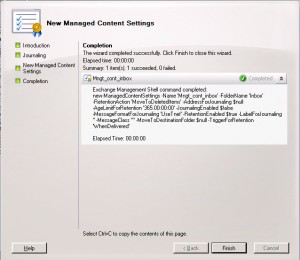 New Managed Content Settings
Introduction
Journaling
New Managed Content
Settings
Completion
Completion
The wizard completed successfully. Click Finish to close this wizard.
Elapsed time: 00:00:00
Summary: 1 item(s). 1 succeeded, 0 failed.
Mngt_cont_inbox
Completed
Exchange Management Shell command completed:
new-ManagedContentSettings -Name 'Mngt_cont_inbox' -FolderName 'Inbox'
-RetentionAction 'MoveToDeletedItems' -AddressForJournaling $null
-AgeLimitForRetention '365.00:00:00' -JournalingEnabled $false
-MessageFormatForJournaling 'UseTnef' -RetentionEnabled $true -LabelForJournaling
'' -MessageClass '*' -MoveToDestinationFolder $null -TriggerForRetention
'WhenDelivered'
Elapsed Time: 00:00:00
Select Ctrl+C to copy the contents of this page.
Help
< Back
Finish
Cancel